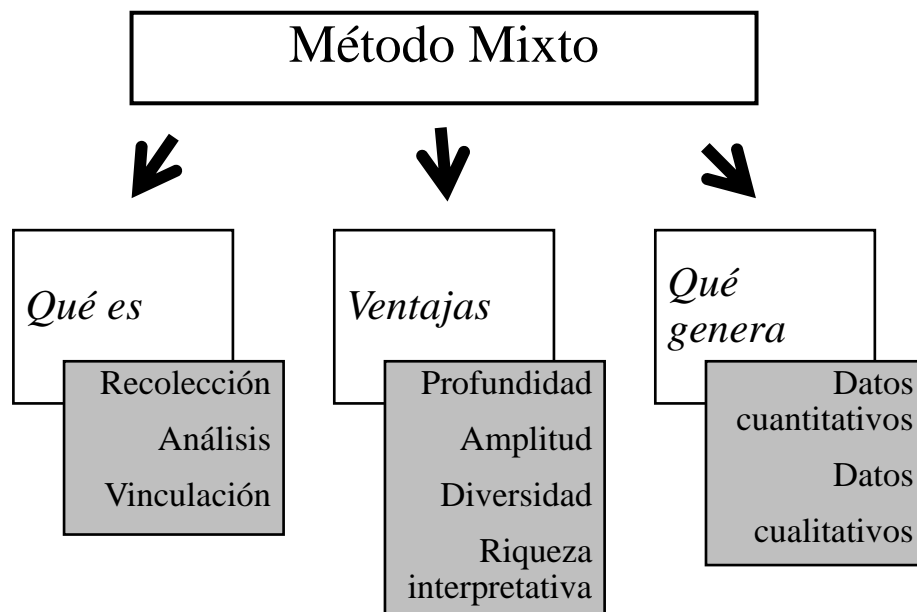 Método Mixto
Qué es
Recolección
Análisis
Vinculación
Ventajas
Profundidad
Amplitud
Diversidad
Riqueza
interpretativa
Qué
genera
Datos
cuantitativos
Datos
cualitativos